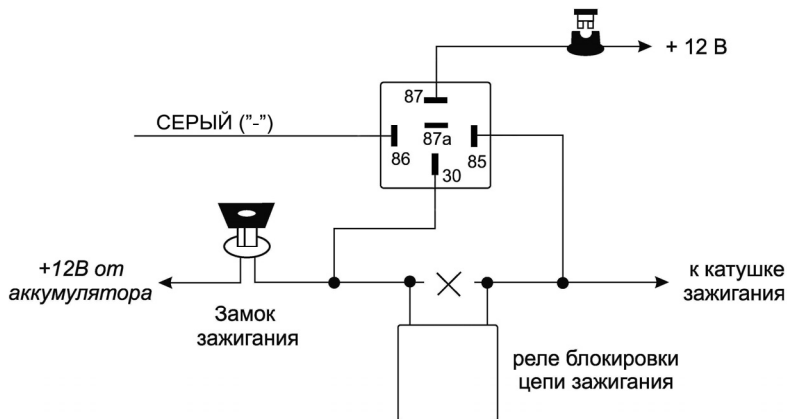 + 12 В
87
СЕРЫЙ ("-")
87а
86
85
30
+12В от
аккумулятора
Замок
зажигания
к катушке
зажигания
реле блокировки
цепи зажигания